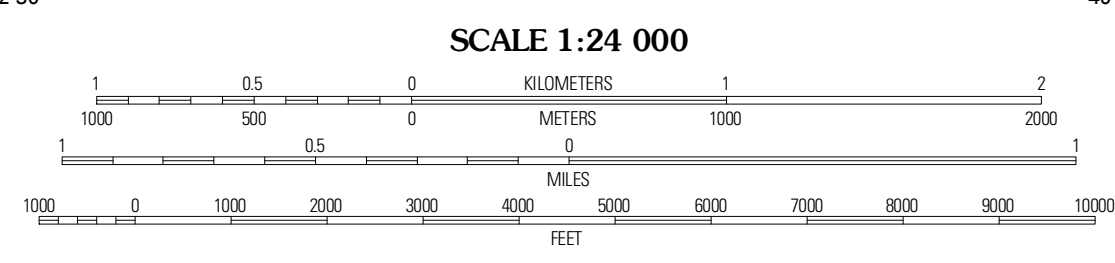 SCALE 1:24 000
1 0.5 0 KILOMETERS 1 2
1000 500 0 METERS 1000 2000
1 0.5 0 1
MILES
1000 0 1000 2000 3000 4000 5000 6000 7000 8000 9000 10000
FEET